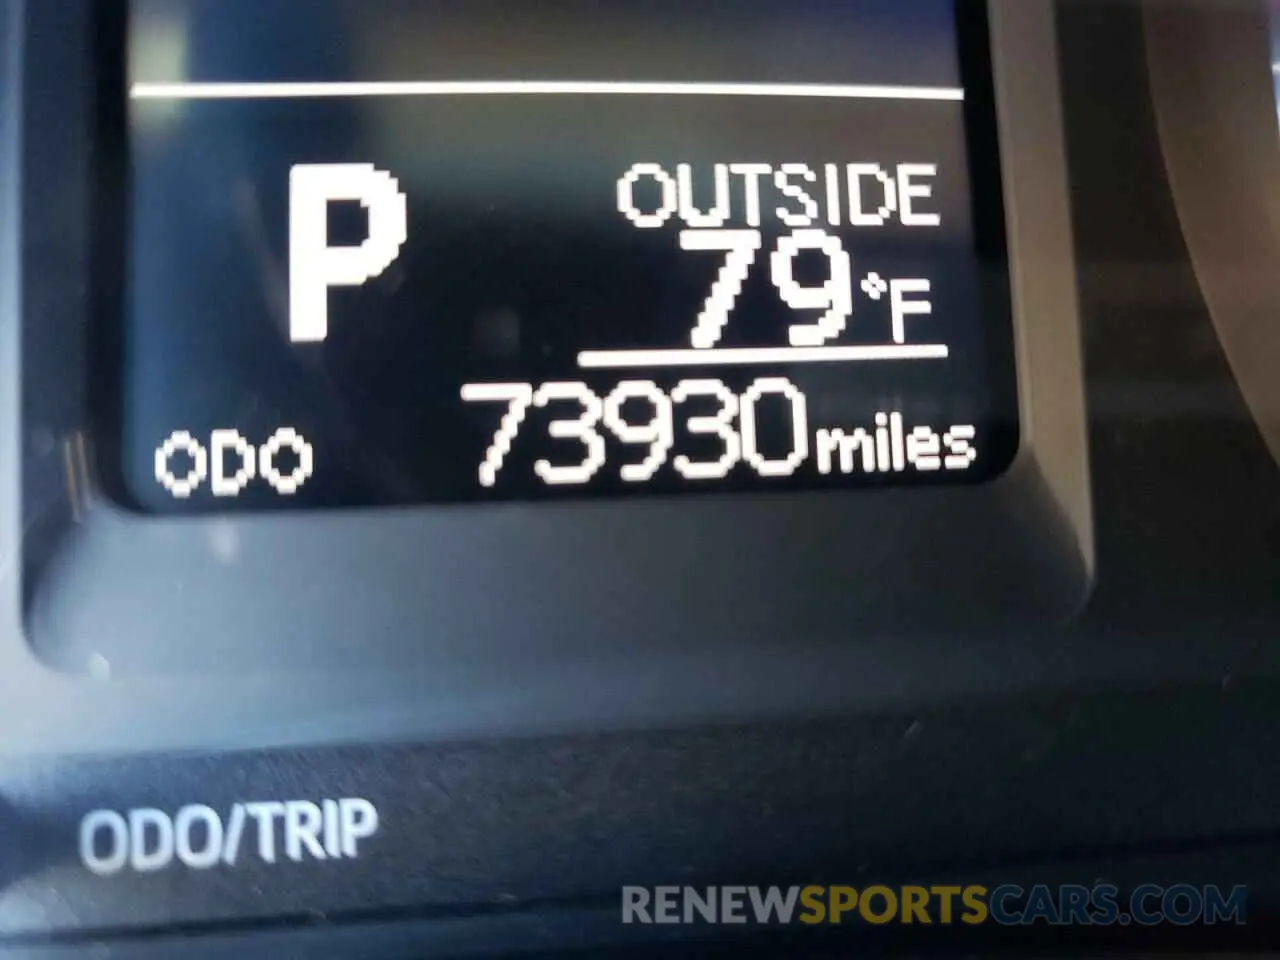 P
OUTSIDE
79°F
ODO 73930 miles
ODO/TRIP
RENEWSPORTSCARS.COM